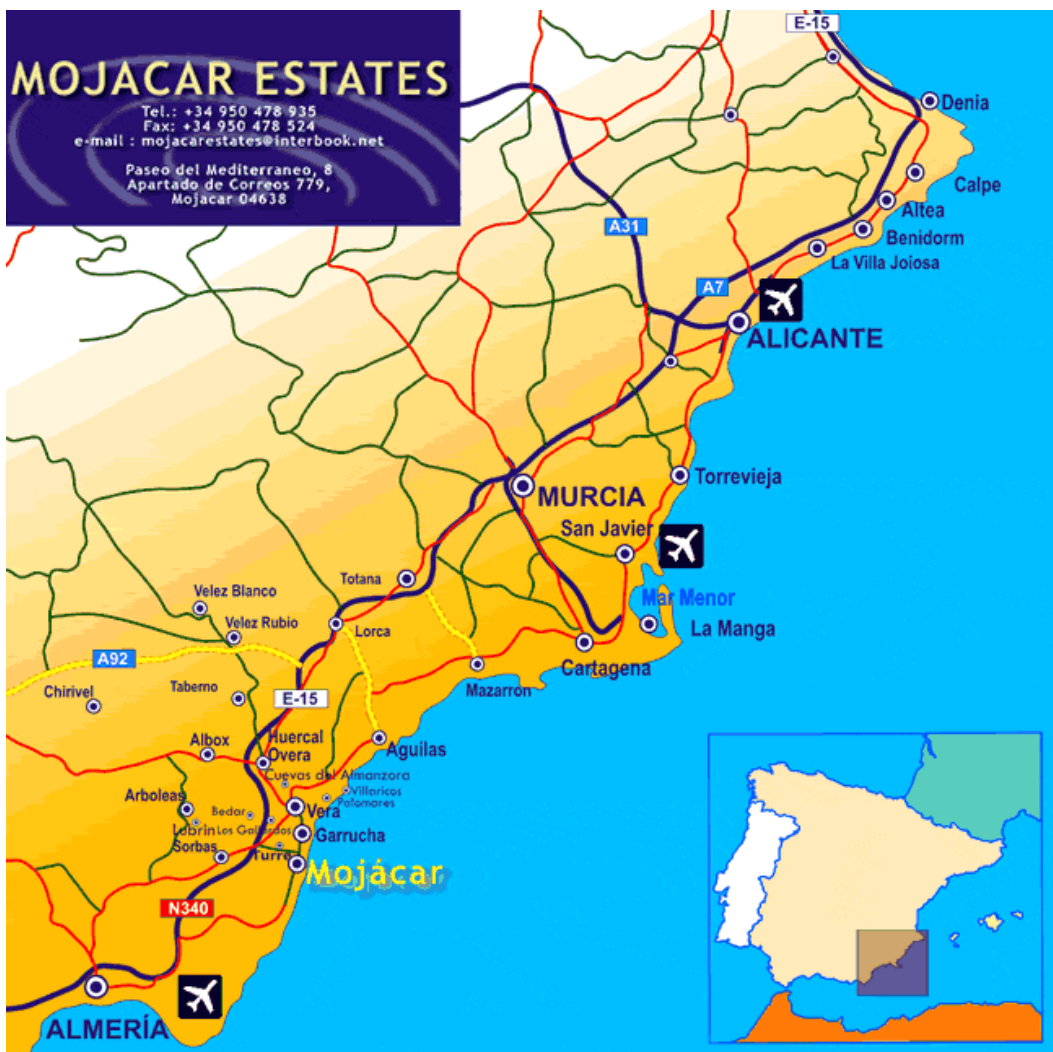 MOJACAR ESTATES
Tel.: +34 950 478 935
Fax: +34 950 478 524
e-mail : mojacarestates@interbook.net
Paseo del Mediterraneo, 8
Apartado de Correos 779,
Mojacar 04638
E-15
Denia
Calpe
Altea
A31
Benidorm
La Villa Joiosa
A7
ALICANTE
Torrevieja
MURCIA
San Javier
Totana
Velez Blanco
Mar Menor
Velez Rubio
Lorca
La Manga
Cartagena
A92
Mazarron
Chirivel
Taberno
E-15
Huercal
Overa
Albox
Aguilas
Cuevas del Almanzora
Villaricos
Palomares
Arboleas
Bedar
Vera
Lubrin
Los Gallardos
Garrucha
Sorbas
Turre
Mojácar
N340
ALMERÍA